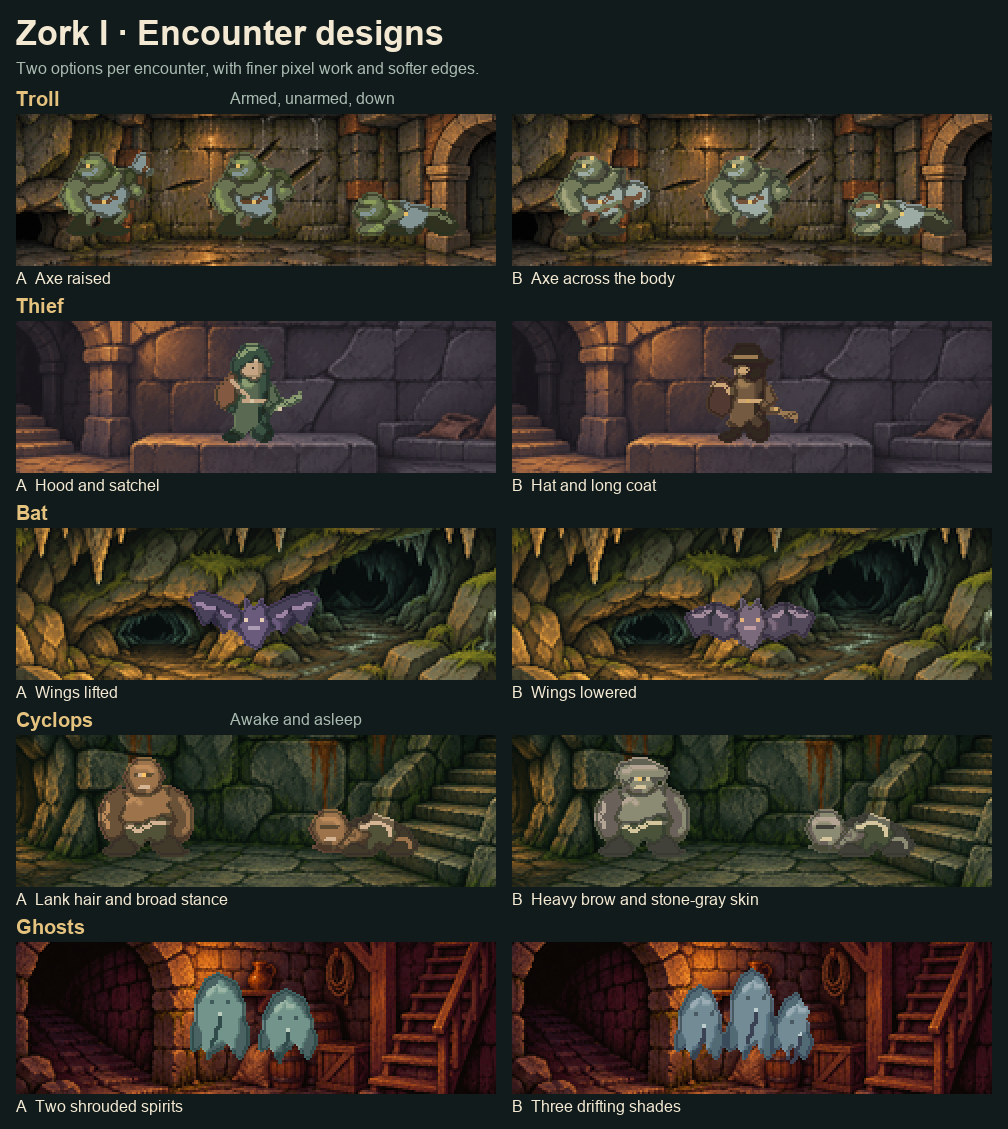 Zork I · Encounter designs
Two options per encounter, with finer pixel work and softer edges.
Troll Armed, unarmed, down
A Axe raised
B Axe across the body
Thief
A Hood and satchel
B Hat and long coat
Bat
A Wings lifted
B Wings lowered
Cyclops Awake and asleep
A Lank hair and broad stance
B Heavy brow and stone-gray skin
Ghosts
A Two shrouded spirits
B Three drifting shades